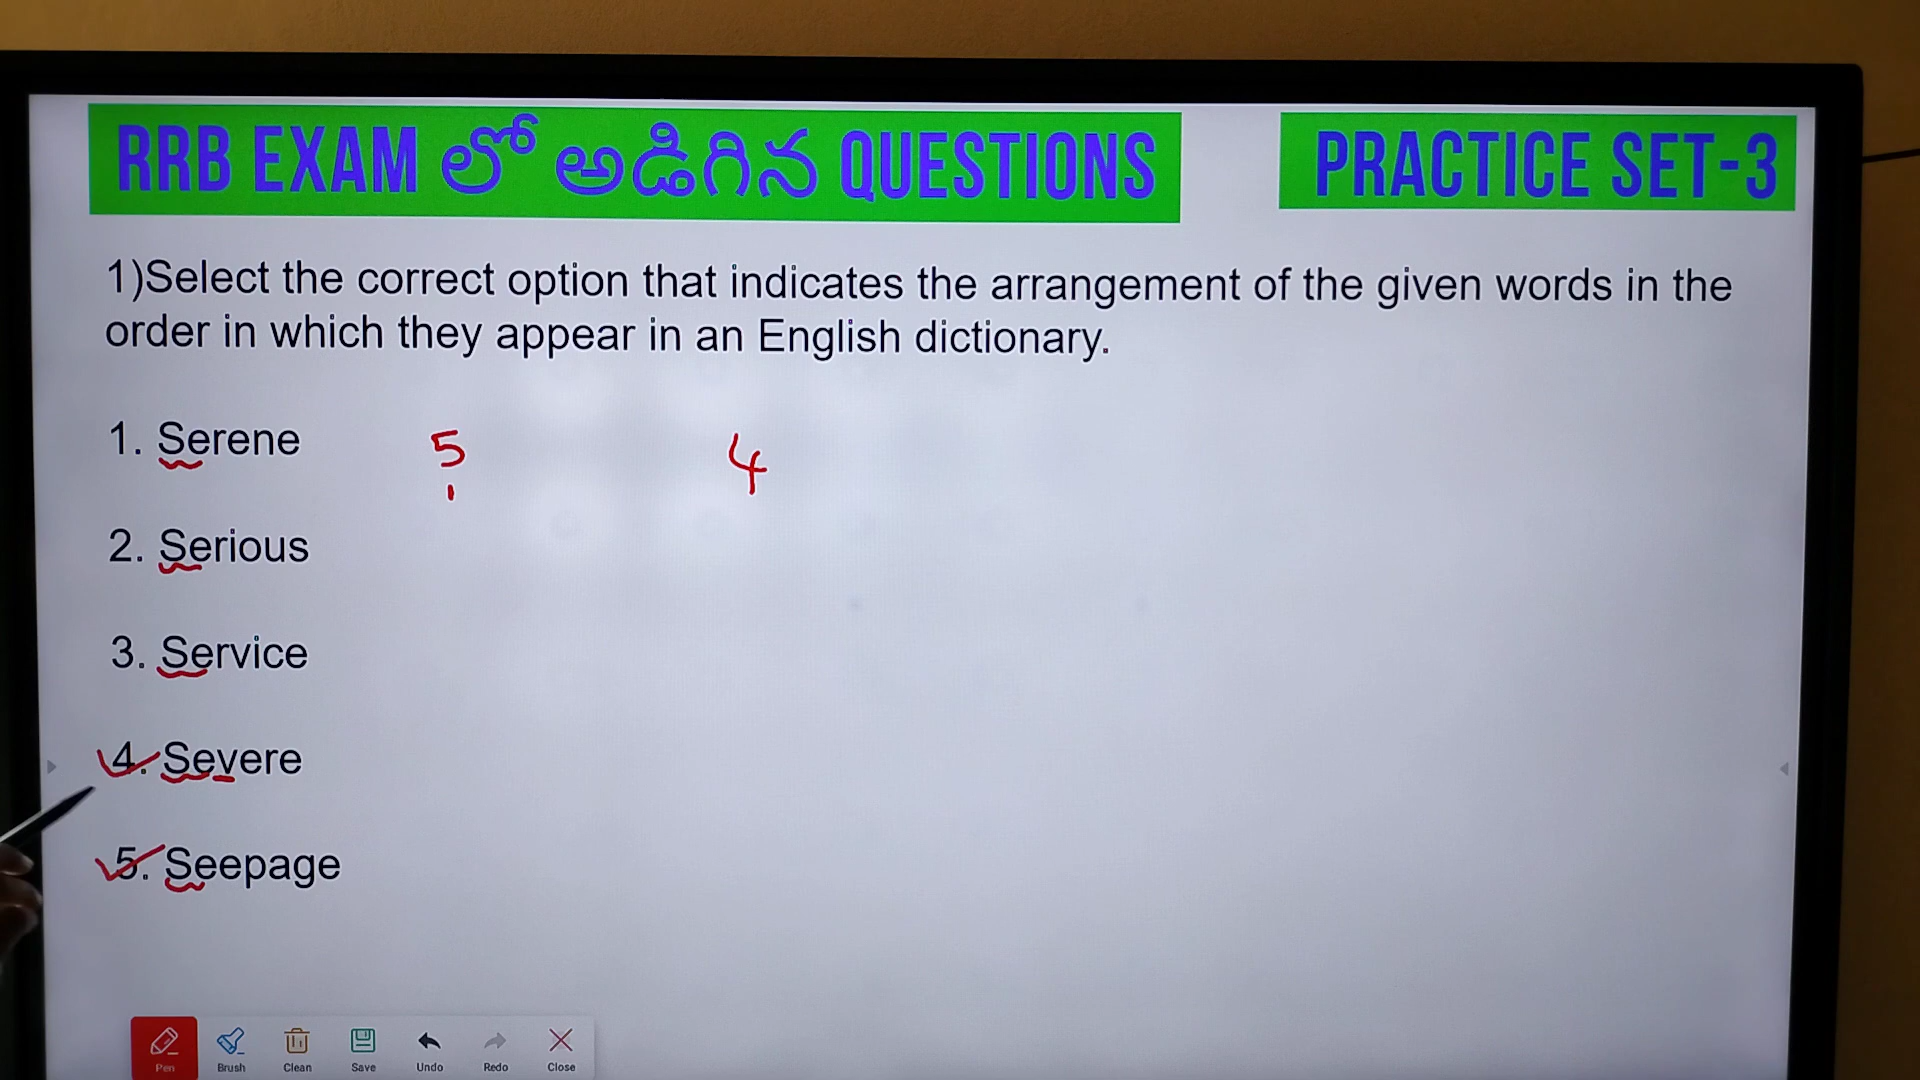 RRB EXAM లో అడిగిన QUESTIONS
PRACTICE SET-3
1)Select the correct option that indicates the arrangement of the given words in the
order in which they appear in an English dictionary.
1. Serene
5
4
2. Serious
3. Service
4. Severe
5. Seepage
Pen Brush Clean Save Undo Redo Close